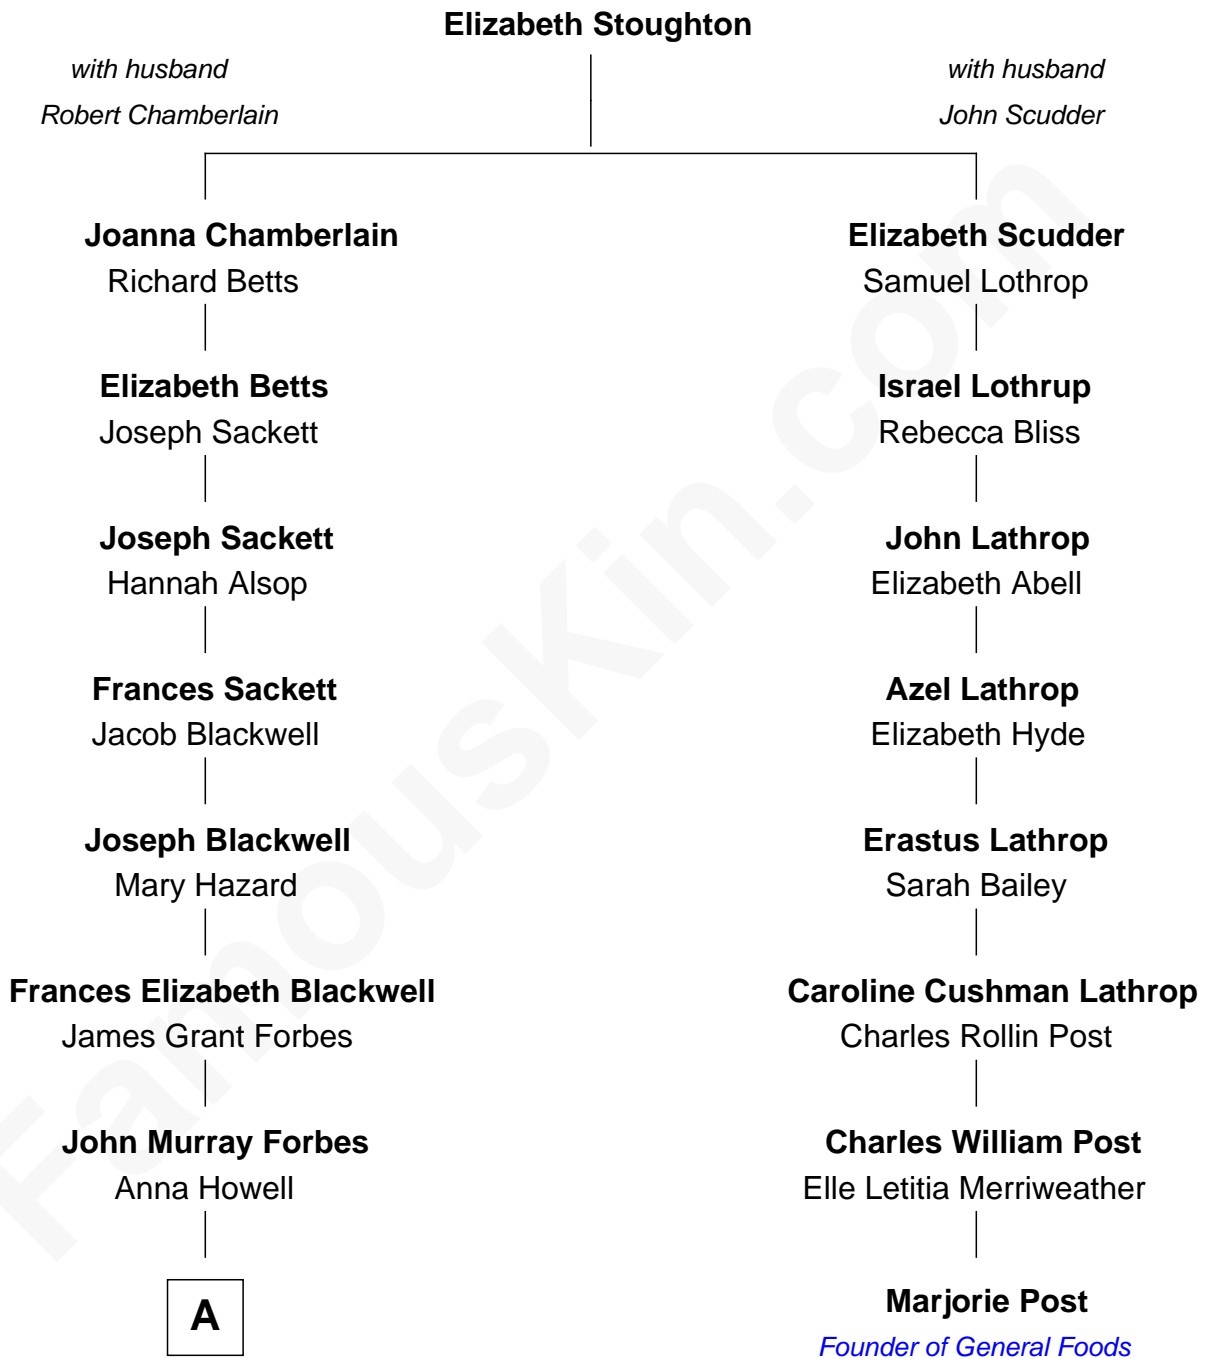 Elizabeth Stoughton
with husband
Robert Chamberlain
with husband
John Scudder
Joanna Chamberlain
Richard Betts
Elizabeth Scudder
Samuel Lothrop
Elizabeth Betts
Joseph Sackett
Israel Lothrup
Rebecca Bliss
Joseph Sackett
Hannah Alsop
John Lathrop
Elizabeth Abell
Frances Sackett
Jacob Blackwell
Azel Lathrop
Elizabeth Hyde
Joseph Blackwell
Mary Hazard
Erastus Lathrop
Sarah Bailey
Frances Elizabeth Blackwell
James Grant Forbes
Caroline Cushman Lathrop
Charles Rollin Post
John Murray Forbes
Anna Howell
Charles William Post
Elle Letitia Merriweather
A
Marjorie Post
Founder of General Foods
FamousKin.com